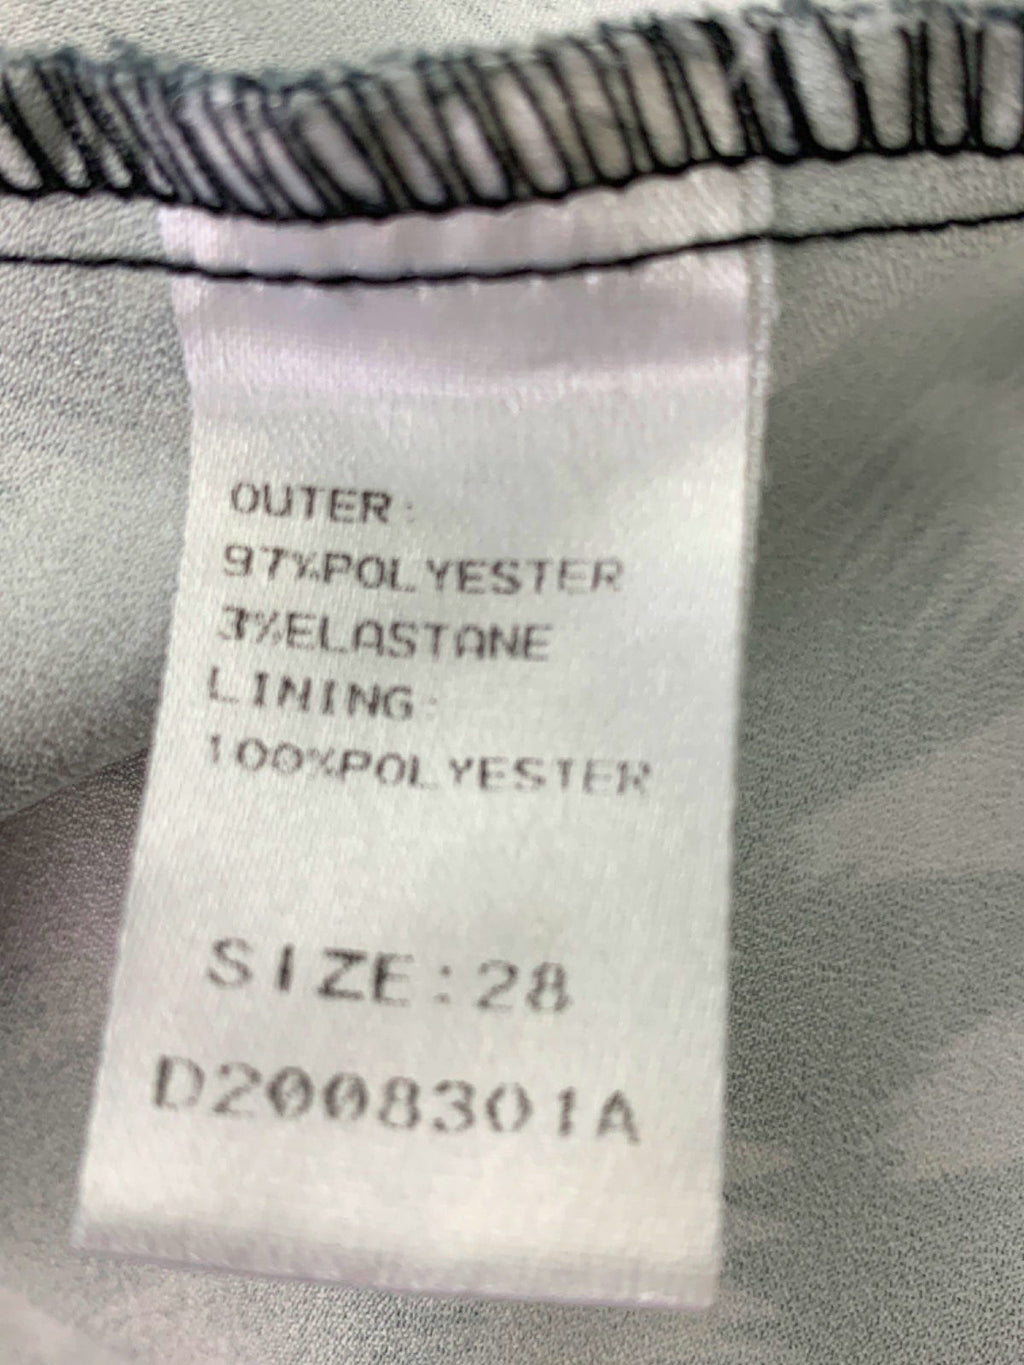 OUTER:
97%POLYESTER
3%ELASTANE
LINING:
100%POLYESTER
SIZE:28
D2008301A